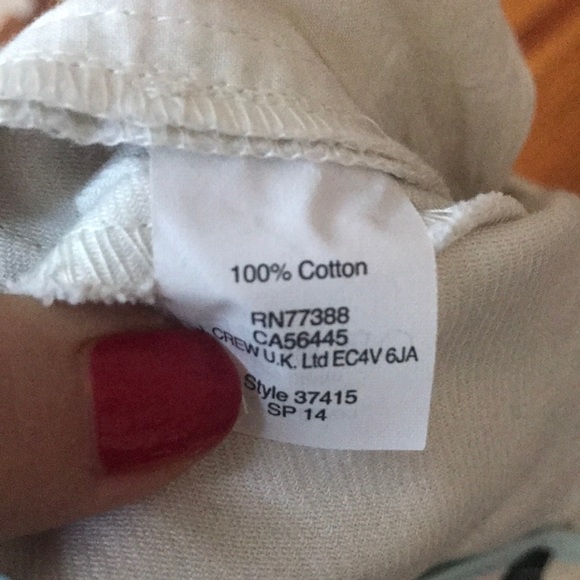 100% Cotton
RN77388
CA56445
CREW U.K. Ltd EC4V 6JA
Style 37415
SP 14